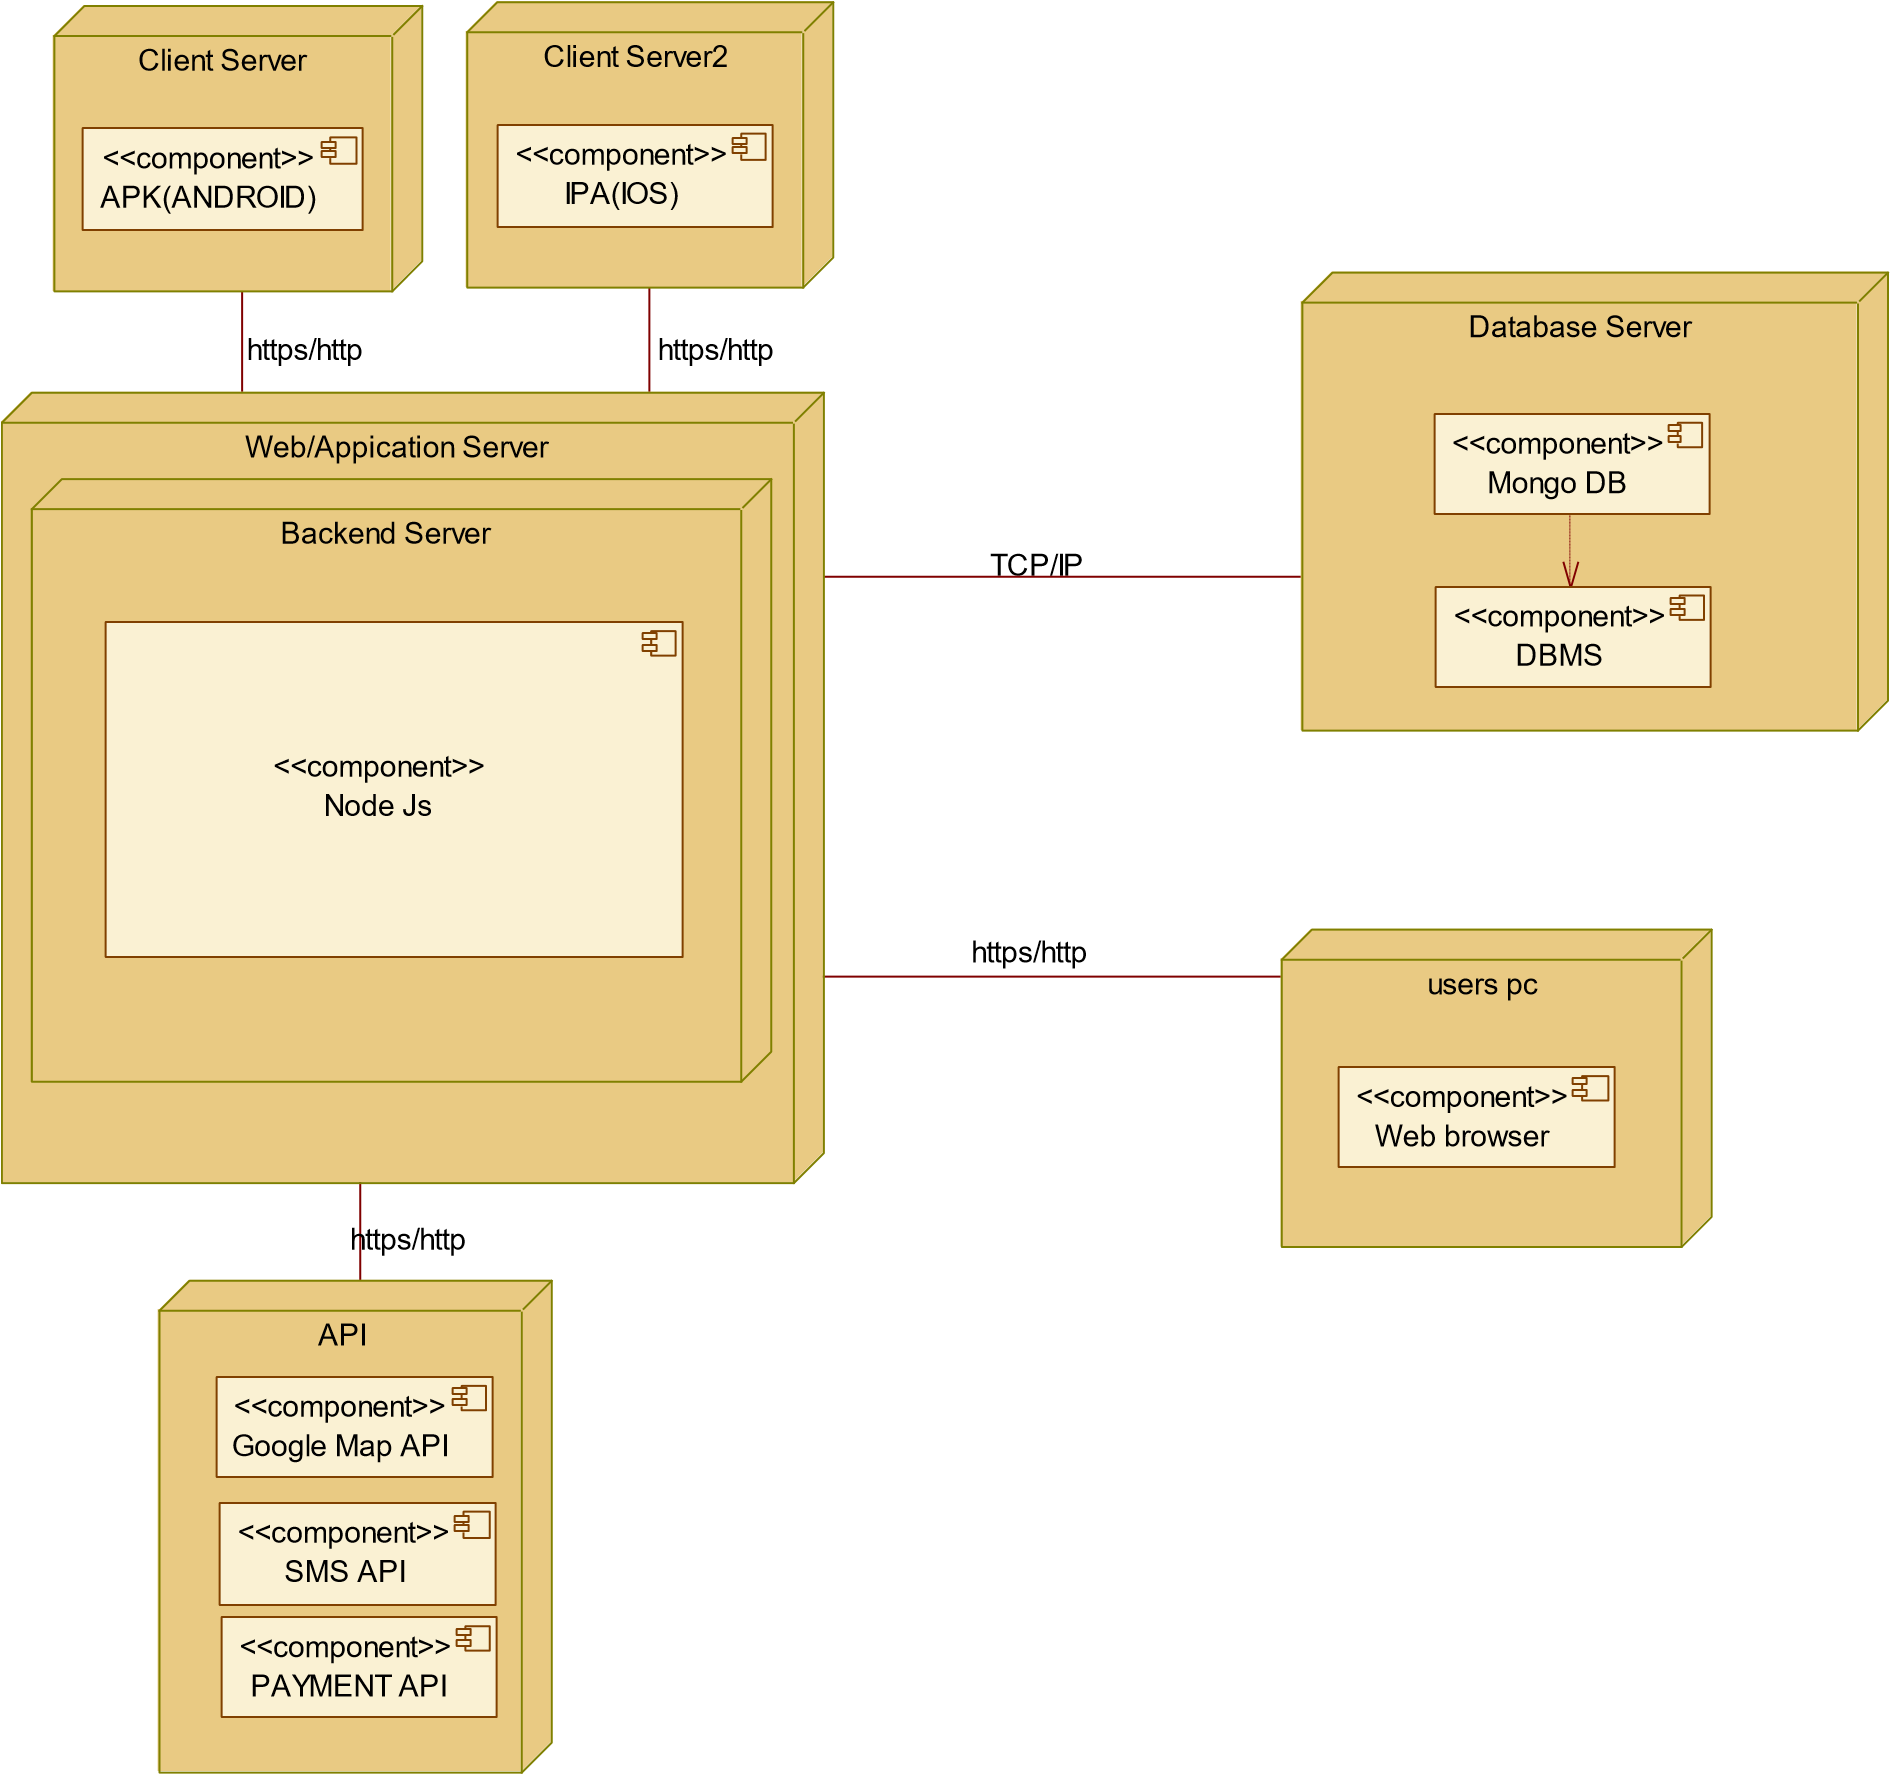 Client Server
<<component>>
APK(ANDROID)
Client Server2
<<component>>
IPA(IOS)
https/http
https/http
Web/Appication Server
Backend Server
<<component>>
Node Js
TCP/IP
Database Server
<<component>>
Mongo DB
<<component>>
DBMS
https/http
users pc
<<component>>
Web browser
https/http
API
<<component>>
Google Map API
<<component>>
SMS API
<<component>>
PAYMENT API